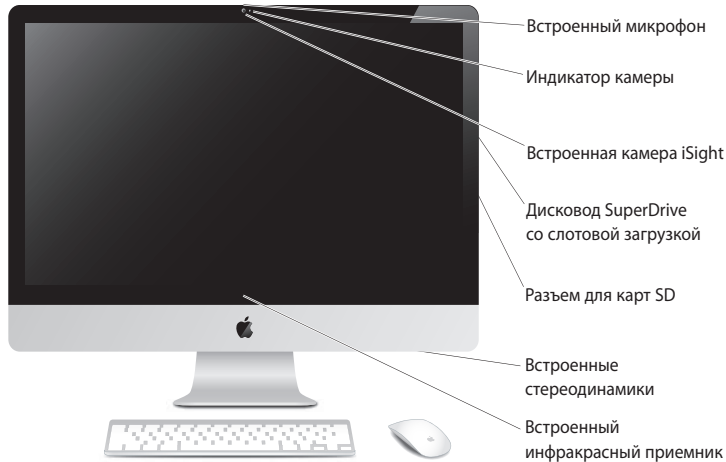 Встроенный микрофон
Индикатор камеры
Встроенная камера iSight
Дисковод SuperDrive
со слотовой загрузкой
Разъем для карт SD
Встроенные
стереодинамики
Встроенный
инфракрасный приемник